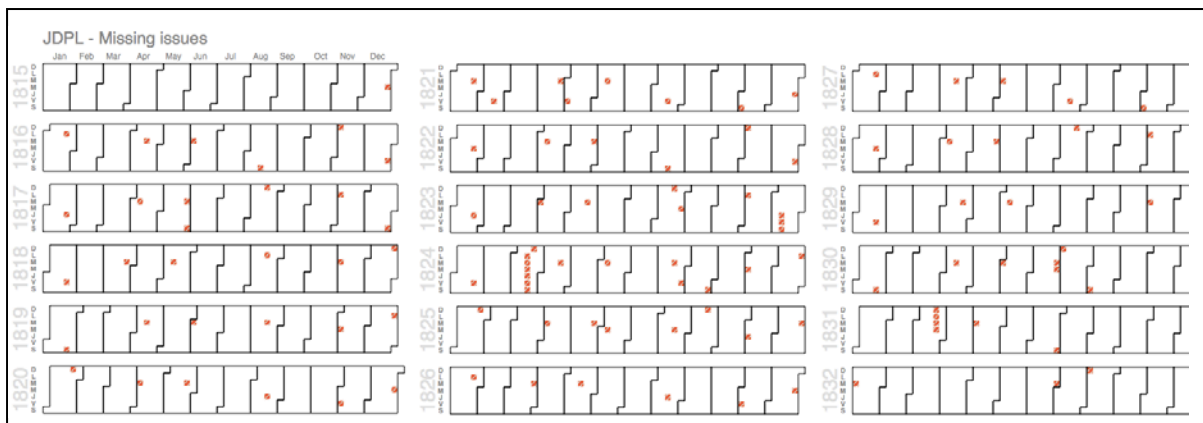 JDPL - Missing issues
Jan Feb Mar Apr May Jun Jul Aug Sep Oct Nov Dec
1815
D L M M J V S
1816
D L M M J V S
1817
D L M M J V S
1818
D L M M J V S
1819
D L M M J V S
1820
D L M M J V S
1821
D L M M J V S
1822
D L M M J V S
1823
D L M M J V S
1824
D L M M J V S
1825
D L M M J V S
1826
D L M M J V S
1827
D L M M J V S
1828
D L M M J V S
1829
D L M M J V S
1830
D L M M J V S
1831
D L M M J V S
1832
D L M M J V S